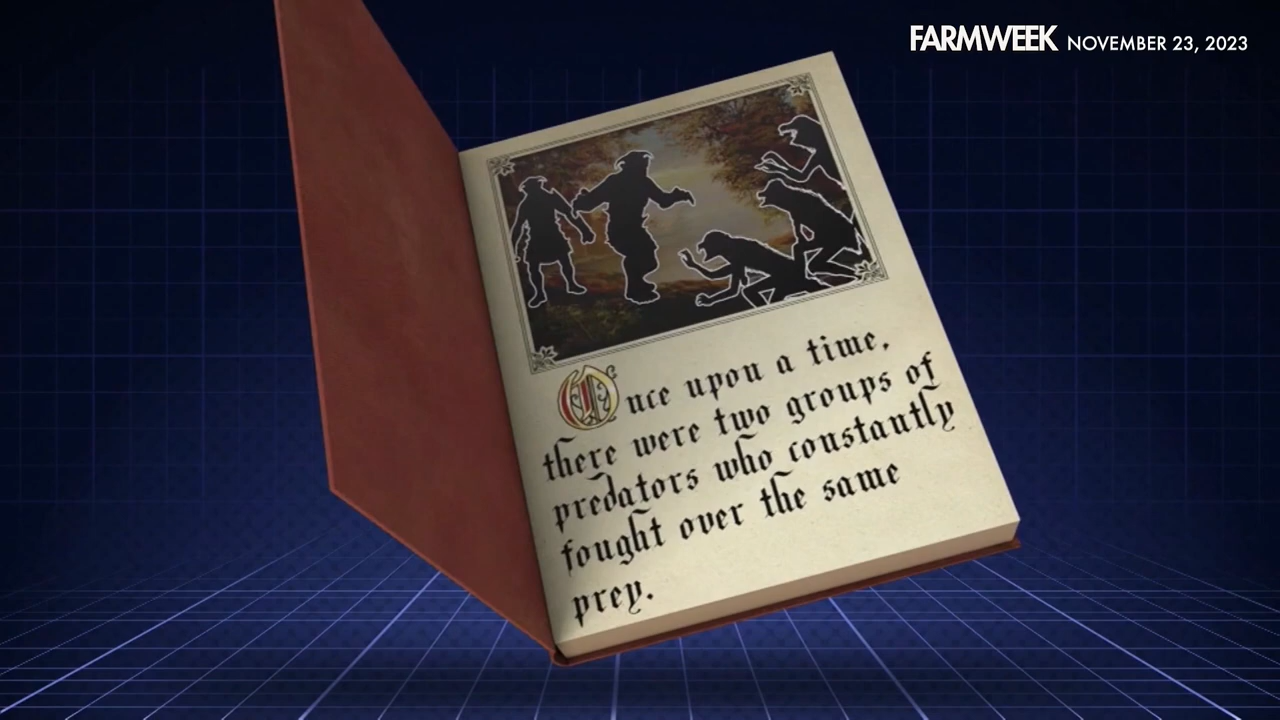 FARMWEEK NOVEMBER 23, 2023
Once upon a time,
there were two groups of
predators who constantly
fought over the same
prey.